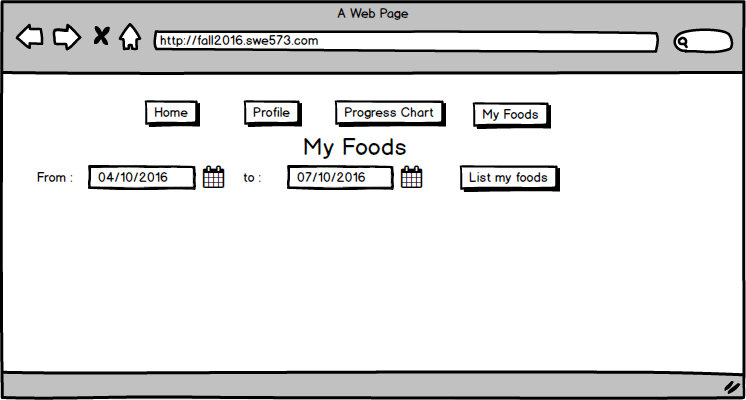 A Web Page
http://fall2016.swe573.com
Home Profile Progress Chart My Foods
My Foods
From : 04/10/2016 to : 07/10/2016 List my foods